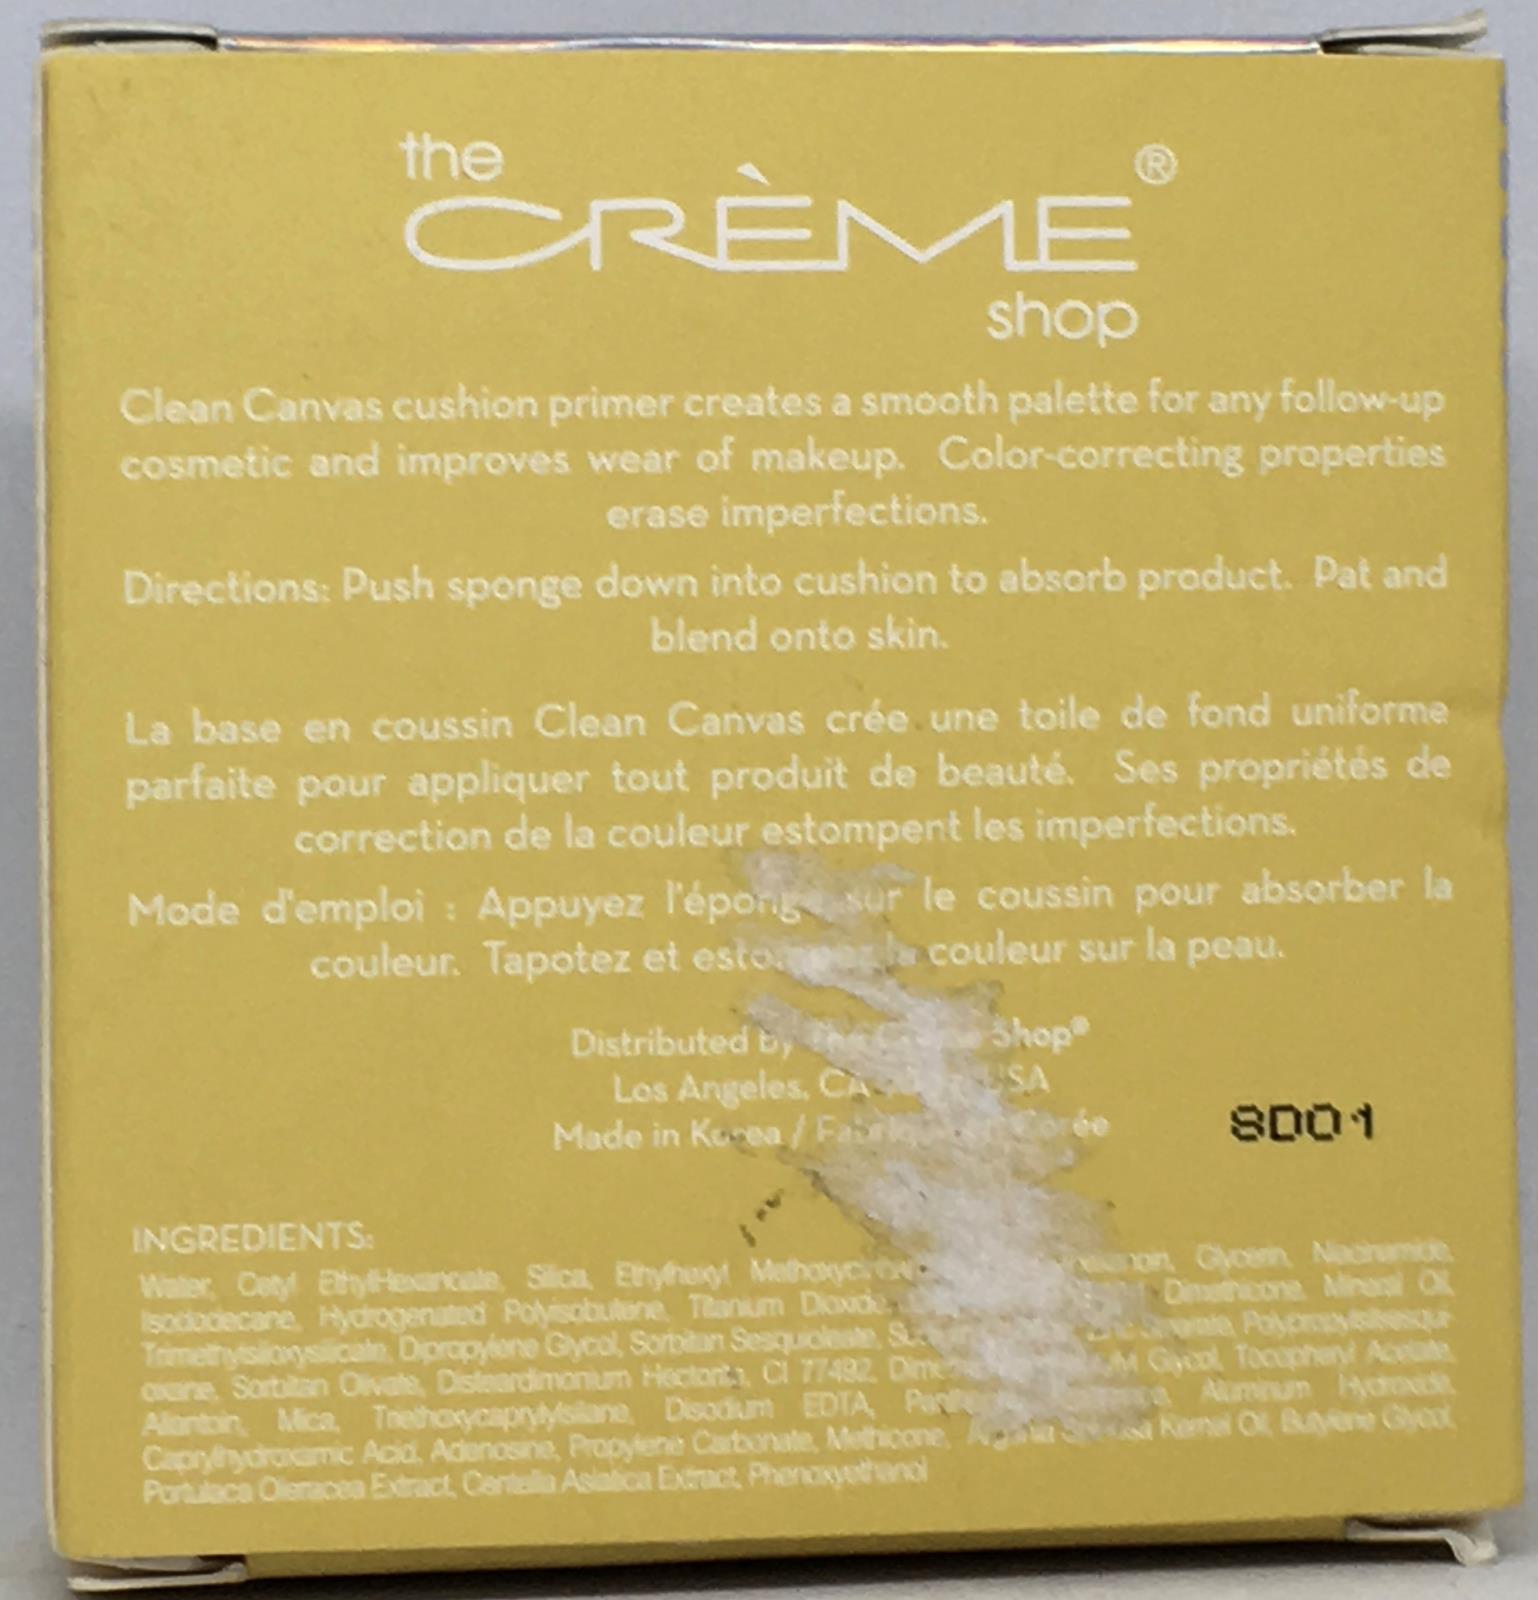 the
CRÈME®
shop
Clean Canvas cushion primer creates a smooth palette for any follow-up
cosmetic and improves wear of makeup. Color-correcting properties
erase imperfections.
Directions: Push sponge down into cushion to absorb product. Pat and
blend onto skin.
La base en coussin Clean Canvas crée une toile de fond uniforme
parfaite pour appliquer tout produit de beauté. Ses propriétés de
correction de la couleur estompent les imperfections.
Mode d'emploi : Appuyez l'éponge sur le coussin pour absorber la
couleur. Tapotez et la couleur sur la peau.
Distributed by Shop®
Los Angeles, CA USA
Made in Korea /
8D01
INGREDIENTS:
Water, Cetyl EthylHexanoate, Silica, Ethylhexyl Glycerin, Niacinamide,
Isododecane, Hydrogenated Polyisobutene, Titanium Dioxide, Dimethicone, Mineral Oil,
Trimethylsiloxysilicate, Dipropylene Glycol, Sorbitan Sesquioleate, Polypropylsilsesqui
oxane, Sorbitan Olivate, Disteardimonium Hectorite, CI 77492, Glycol, Tocopheryl Acetate,
Allantoin, Mica, Triethoxycaprylylsilane, Disodium EDTA, Aluminum Hydroxide,
Caprylhydroxamic Acid, Adenosine, Propylene Carbonate, Methicone, Kernel Oil, Butylene Glycol,
Portulaca Oleracea Extract, Centella Asiatica Extract, Phenoxyethanol